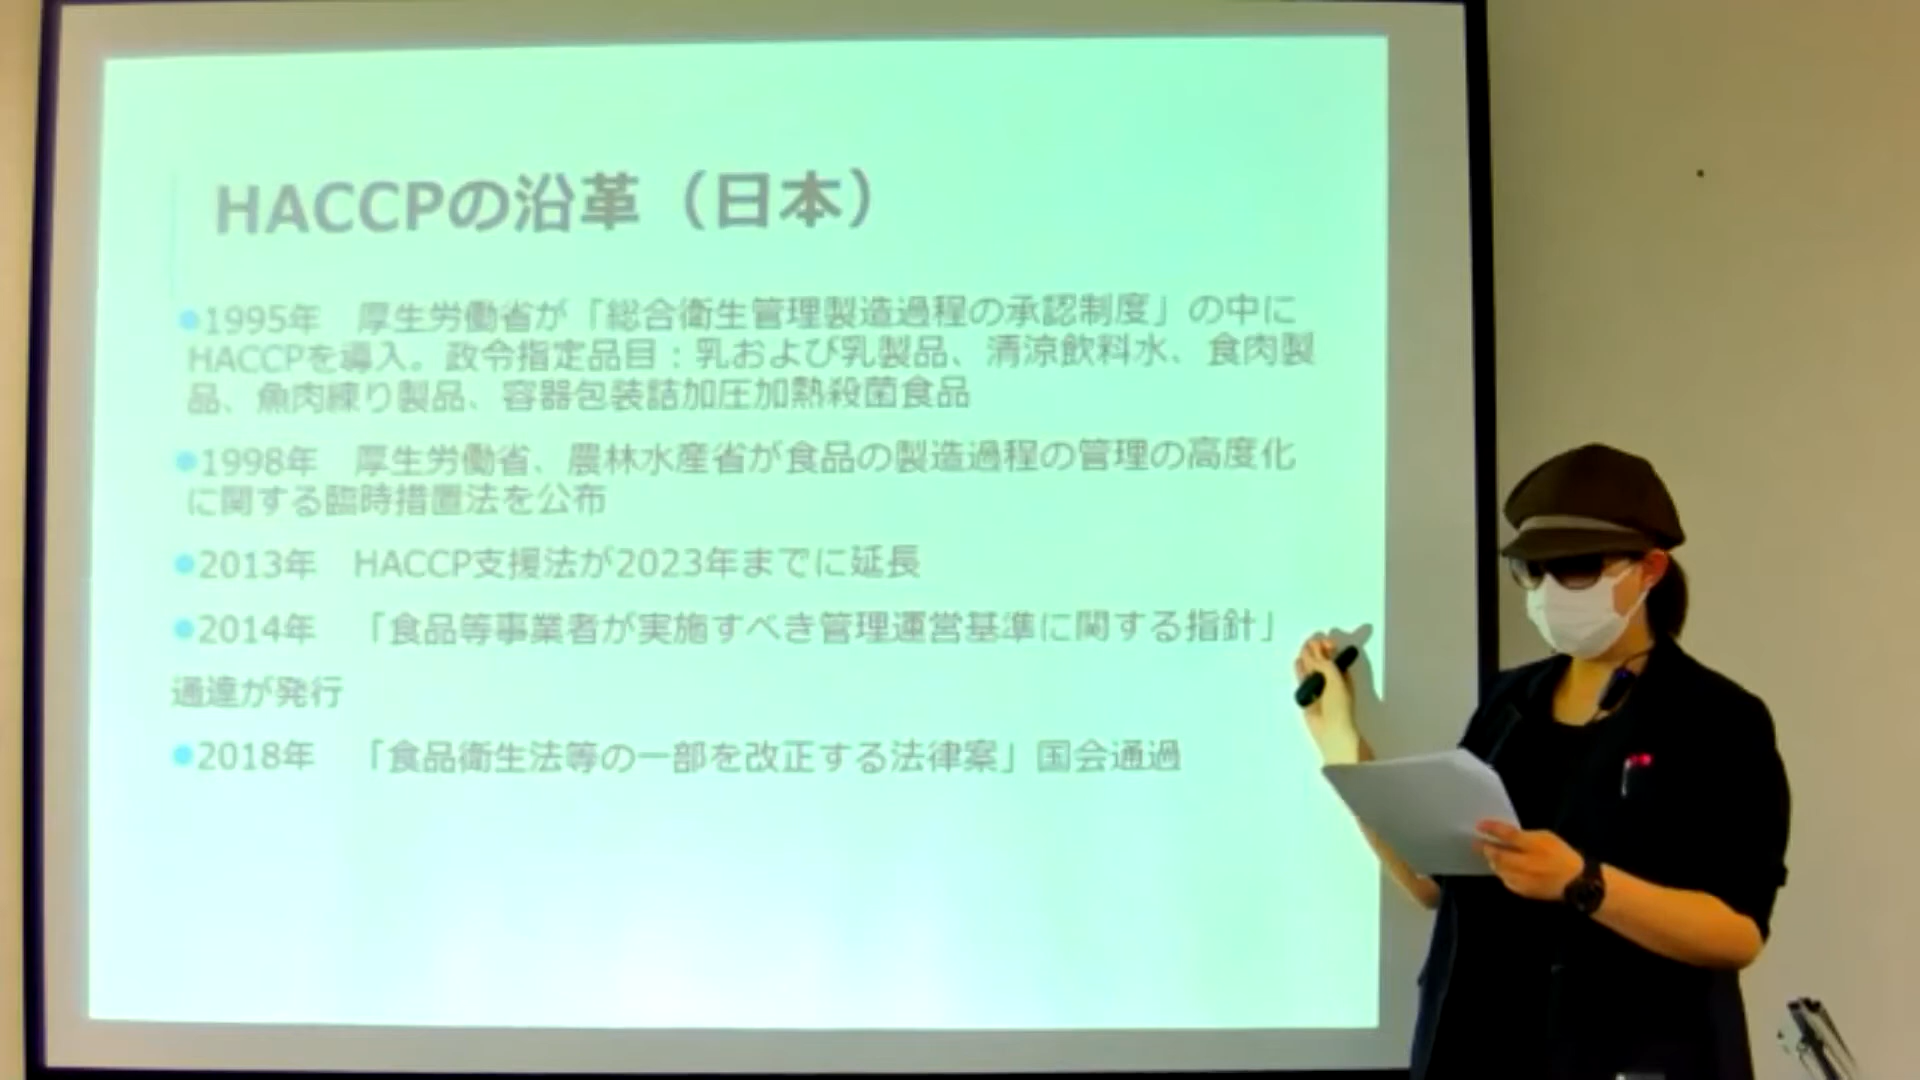 HACCPの沿革（日本）
●1995年　厚生労働省が「総合衛生管理製造過程の承認制度」の中に
HACCPを導入。政令指定品目：乳および乳製品、清涼飲料水、食肉製
品、魚肉練り製品、容器包装詰加圧加熱殺菌食品
●1998年　厚生労働省、農林水産省が食品の製造過程の管理の高度化
に関する臨時措置法を公布
●2013年　HACCP支援法が2023年までに延長
●2014年　「食品等事業者が実施すべき管理運営基準に関する指針」
通達が発行
●2018年　「食品衛生法等の一部を改正する法律案」国会通過